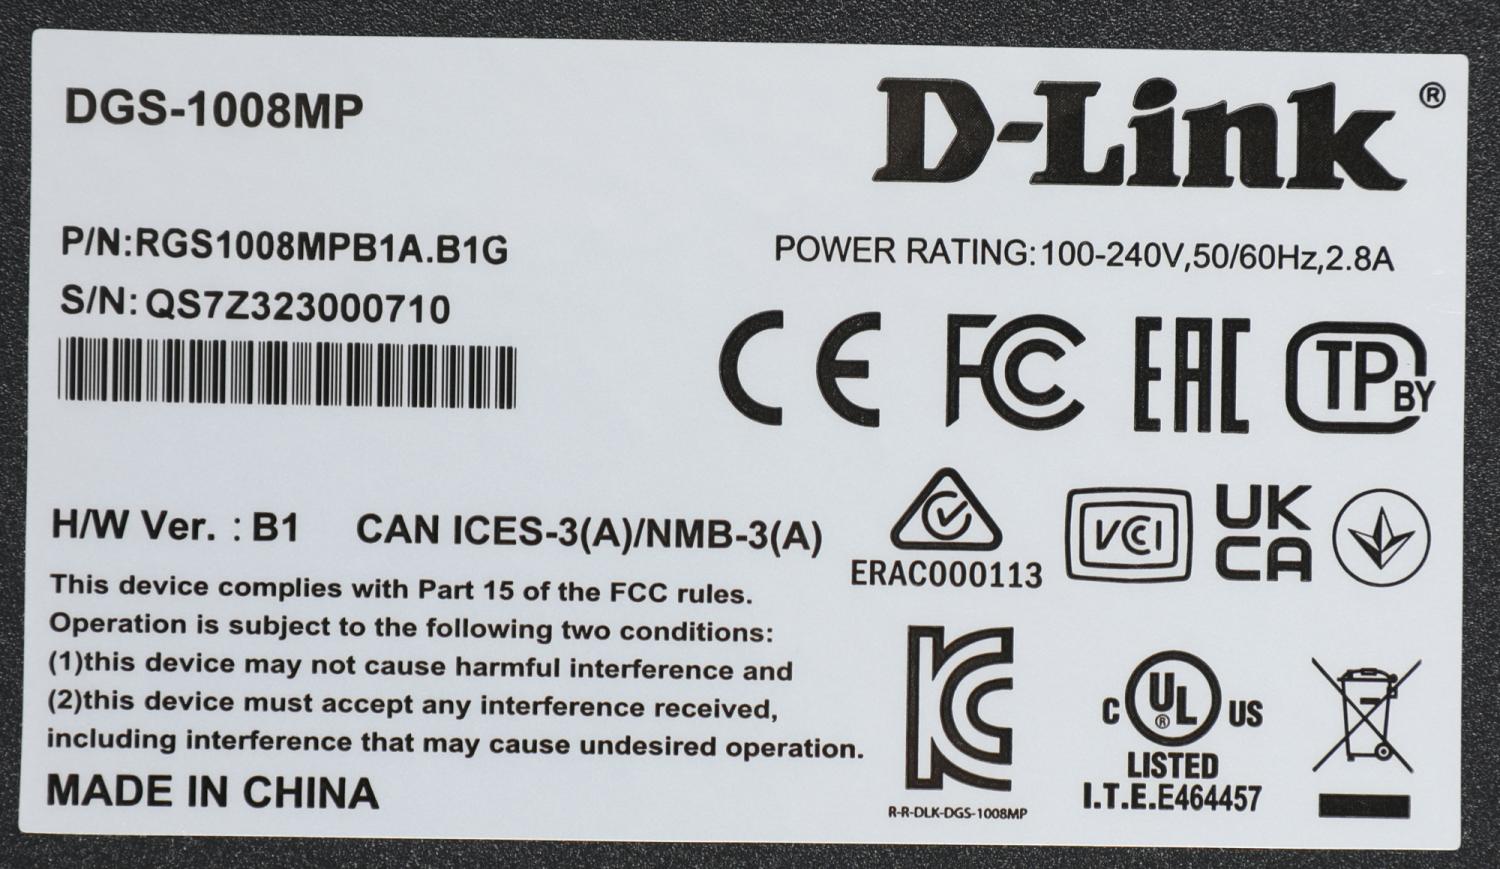 DGS-1008MP
D-Link ®
P/N:RGS1008MPB1A.B1G
S/N: QS7Z323000710
POWER RATING:100-240V,50/60Hz,2.8A
CE FC EAC TP BY
H/W Ver. : B1 CAN ICES-3(A)/NMB-3(A)
ERAC000113
VCCI
UK
CA
This device complies with Part 15 of the FCC rules.
Operation is subject to the following two conditions:
(1)this device may not cause harmful interference and
(2)this device must accept any interference received,
including interference that may cause undesired operation.
MADE IN CHINA
KC
R-R-DLK-DGS-1008MP
C UL ® US
LISTED
I.T.E.E464457